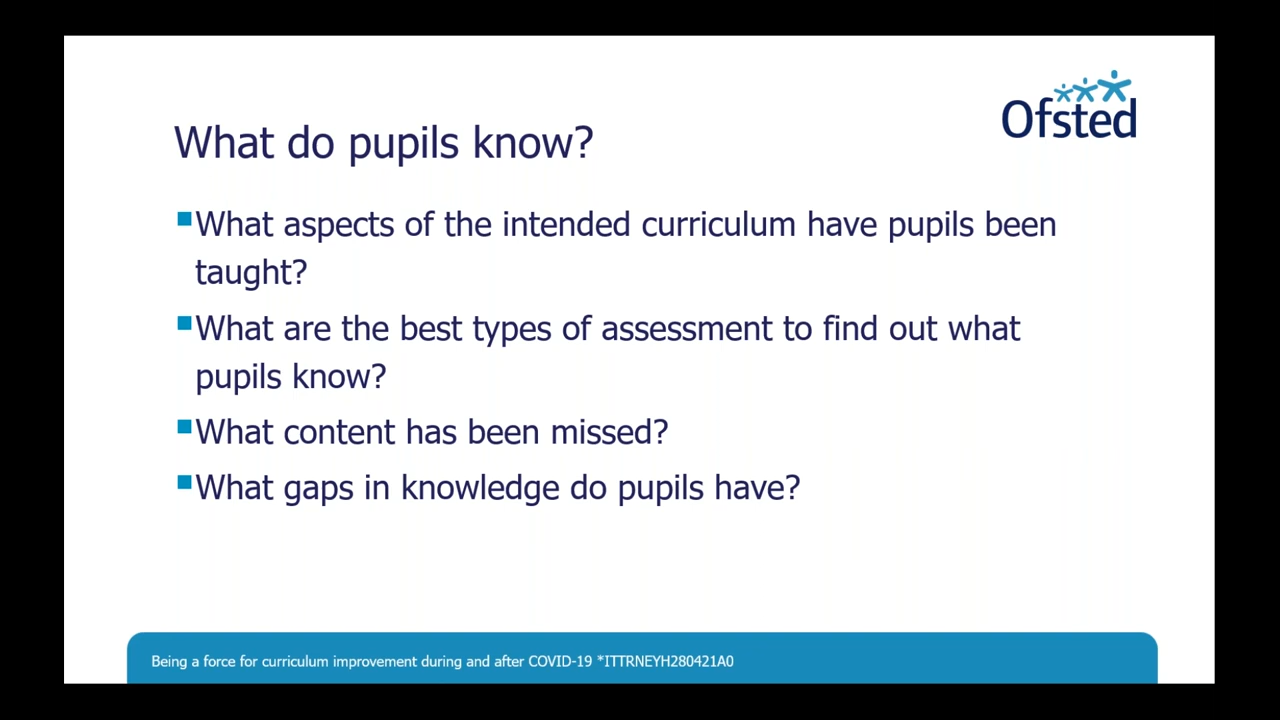 Ofsted
What do pupils know?
What aspects of the intended curriculum have pupils been
taught?
What are the best types of assessment to find out what
pupils know?
What content has been missed?
What gaps in knowledge do pupils have?
Being a force for curriculum improvement during and after COVID-19 *ITTRNEYH280421A0